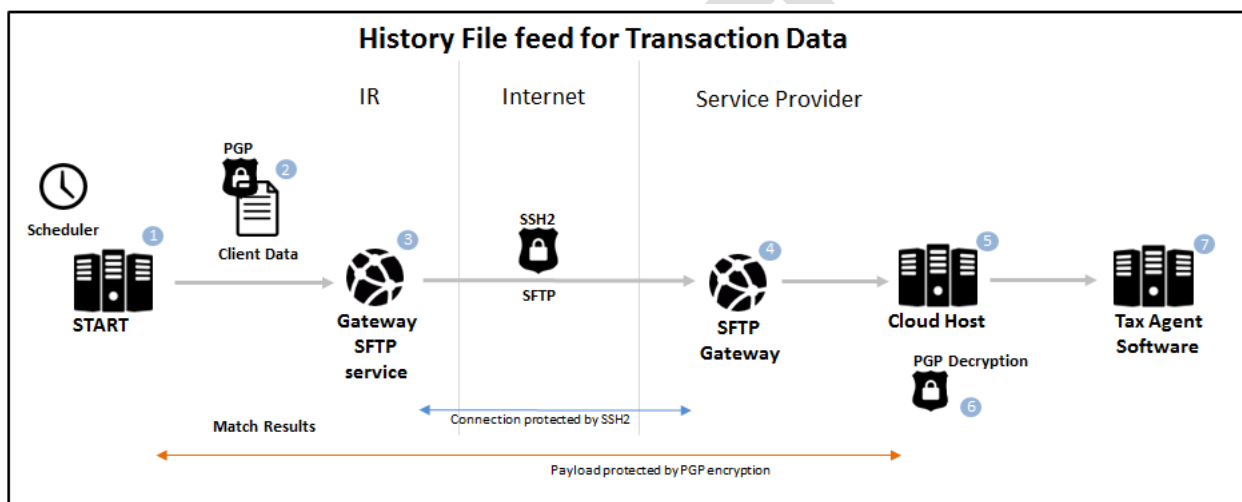 History File feed for Transaction Data
IR
Internet
Service Provider
PGP
2
Scheduler
1
Client Data
3
SSH2
4
5
7
SFTP
START
Gateway
SFTP
service
SFTP
Gateway
Cloud Host
Tax Agent
Software
PGP Decryption
6
Connection protected by SSH2
Match Results
Payload protected by PGP encryption